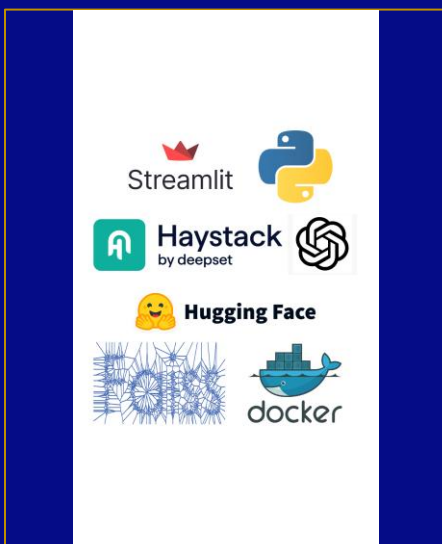 Streamlit
Haystack
by deepset
Hugging Face
Faiss
docker